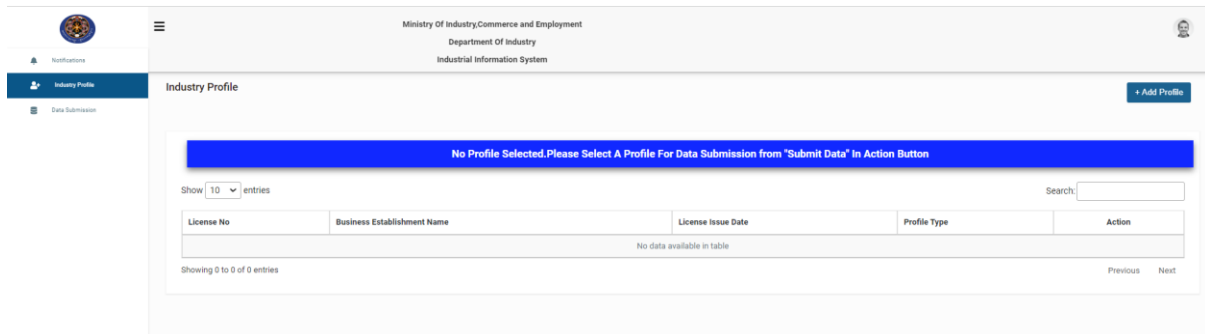 Ministry Of Industry,Commerce and Employment
Department Of Industry
Industrial Information System
Notifications
Industry Profile
Data Submission
Industry Profile
+ Add Profile
No Profile Selected.Please Select A Profile For Data Submission from "Submit Data" In Action Button
Show 10 entries
Search:
License No Business Establishment Name License Issue Date Profile Type Action
No data available in table
Showing 0 to 0 of 0 entries
Previous Next